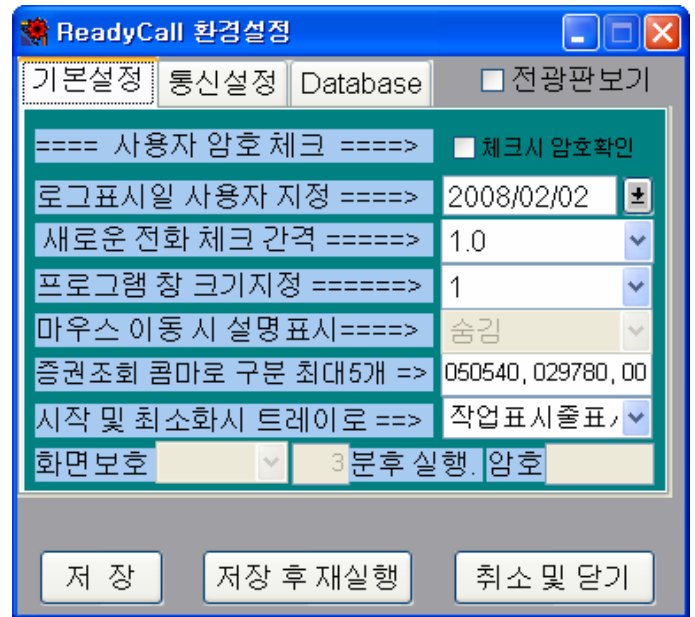 ReadyCall 환경설정
기본설정 통신설정 Database 전광판보기
==== 사용자 암호 체크 ====> 체크시 암호확인
로그표시일 사용자 지정 ====> 2008/02/02
새로운 전화 체크 간격 =====> 1.0
프로그램 창 크기지정 ======> 1
마우스 이동 시 설명 표시====> 숨김
증권조회 콤마로 구분 최대5개 => 050540, 029780, 00
시작 및 최소화시 트레이로 ==> 작업표시줄표
화면보호 3 분후 실행. 암호
저 장 저장 후 재실행 취소 및 닫기